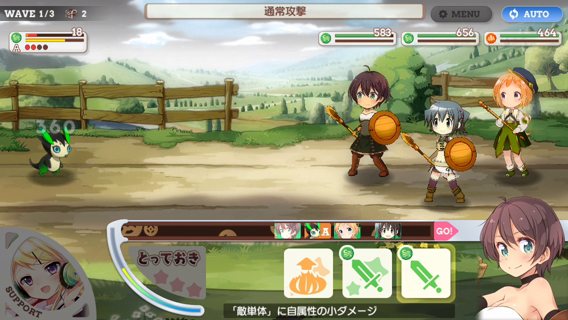 WAVE 1/3 2
通常攻撃
MENU
AUTO
18
A
583
656
464
360
A
GO!
とっておき
SUPPORT
「敵単体」に自属性の小ダメージ